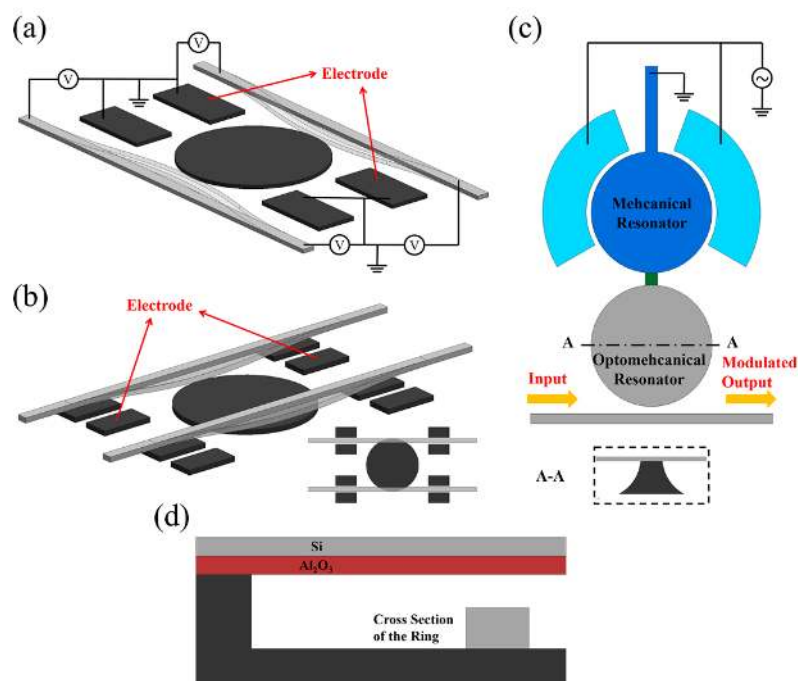 (a)
V
V
Electrode
V
V
(b)
Electrode
(c)
Mehcanical
Resonator
A
A
Optomehcanical
Resonator
Input
Modulated
Output
A-A
(d)
Si
Al2O3
Cross Section
of the Ring